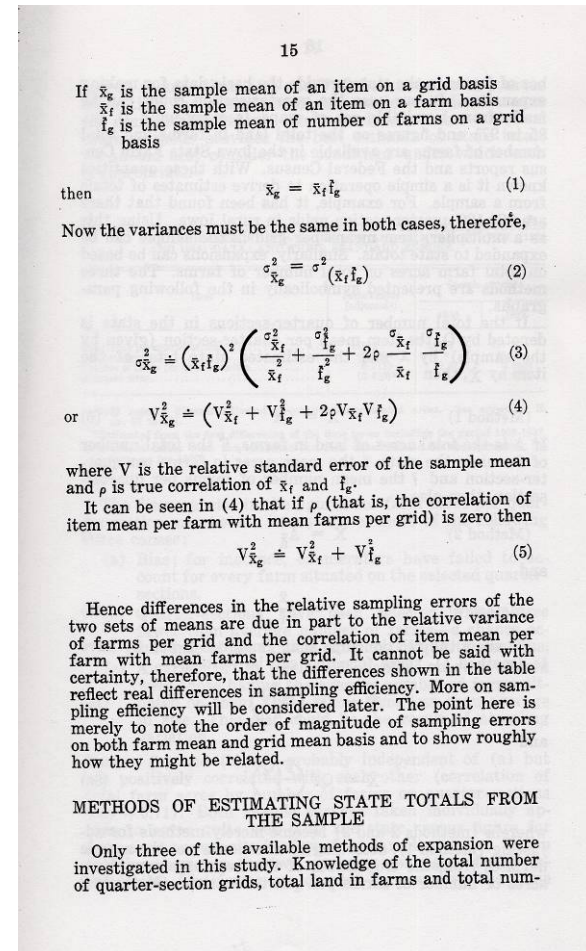 15
If x̄g is the sample mean of an item on a grid basis
x̄f is the sample mean of an item on a farm basis
f̄g is the sample mean of number of farms on a grid
basis
then x̄g = x̄f f̄g (1)
Now the variances must be the same in both cases, therefore,
σ²x̄g = σ²(x̄f f̄g) (2)
σ²x̄g ≐ (x̄f f̄g)² (σ²x̄f / x̄f² + σ²f̄g / f̄g² + 2ρ σx̄f / x̄f σf̄g / f̄g) (3)
or V²x̄g ≐ (V²x̄f + V²f̄g + 2ρVx̄f Vf̄g) (4)
where V is the relative standard error of the sample mean
and ρ is true correlation of x̄f and f̄g.
It can be seen in (4) that if ρ (that is, the correlation of
item mean per farm with mean farms per grid) is zero then
V²x̄g ≐ V²x̄f + V²f̄g (5)
Hence differences in the relative sampling errors of the
two sets of means are due in part to the relative variance
of farms per grid and the correlation of item mean per
farm with mean farms per grid. It cannot be said with
certainty, therefore, that the differences shown in the table
reflect real differences in sampling efficiency. More on sam-
pling efficiency will be considered later. The point here is
merely to note the order of magnitude of sampling errors
on both farm mean and grid mean basis and to show roughly
how they might be related.
METHODS OF ESTIMATING STATE TOTALS FROM
THE SAMPLE
Only three of the available methods of expansion were
investigated in this study. Knowledge of the total number
of quarter-section grids, total land in farms and total num-